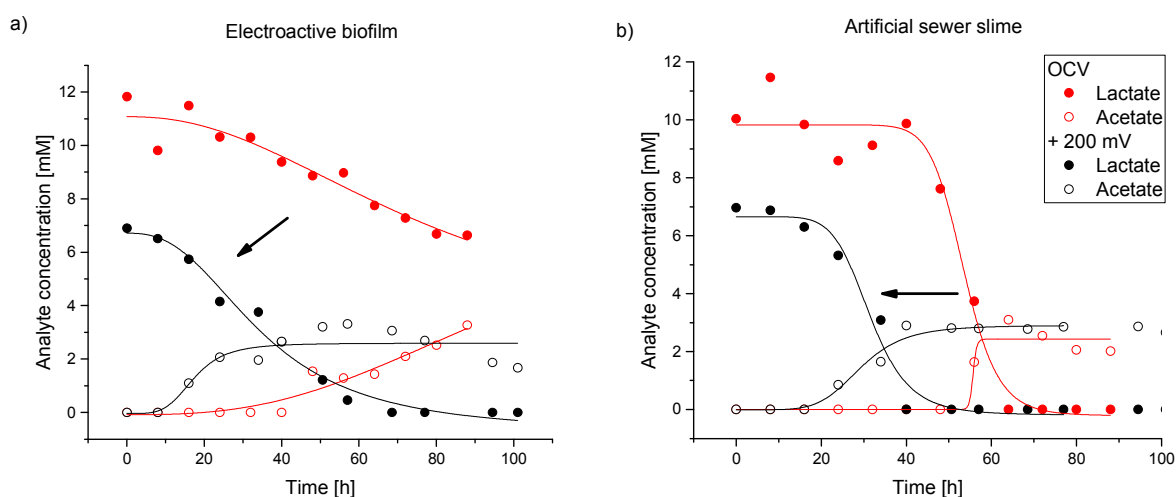 a)
Electroactive biofilm
Analyte concentration [mM]
12
10
8
6
4
2
0
0 20 40 60 80 100
Time [h]
b)
Artificial sewer slime
Analyte concentration [mM]
12
10
8
6
4
2
0
0 20 40 60 80 100
Time [h]
OCV
Lactate
Acetate
+ 200 mV
Lactate
Acetate